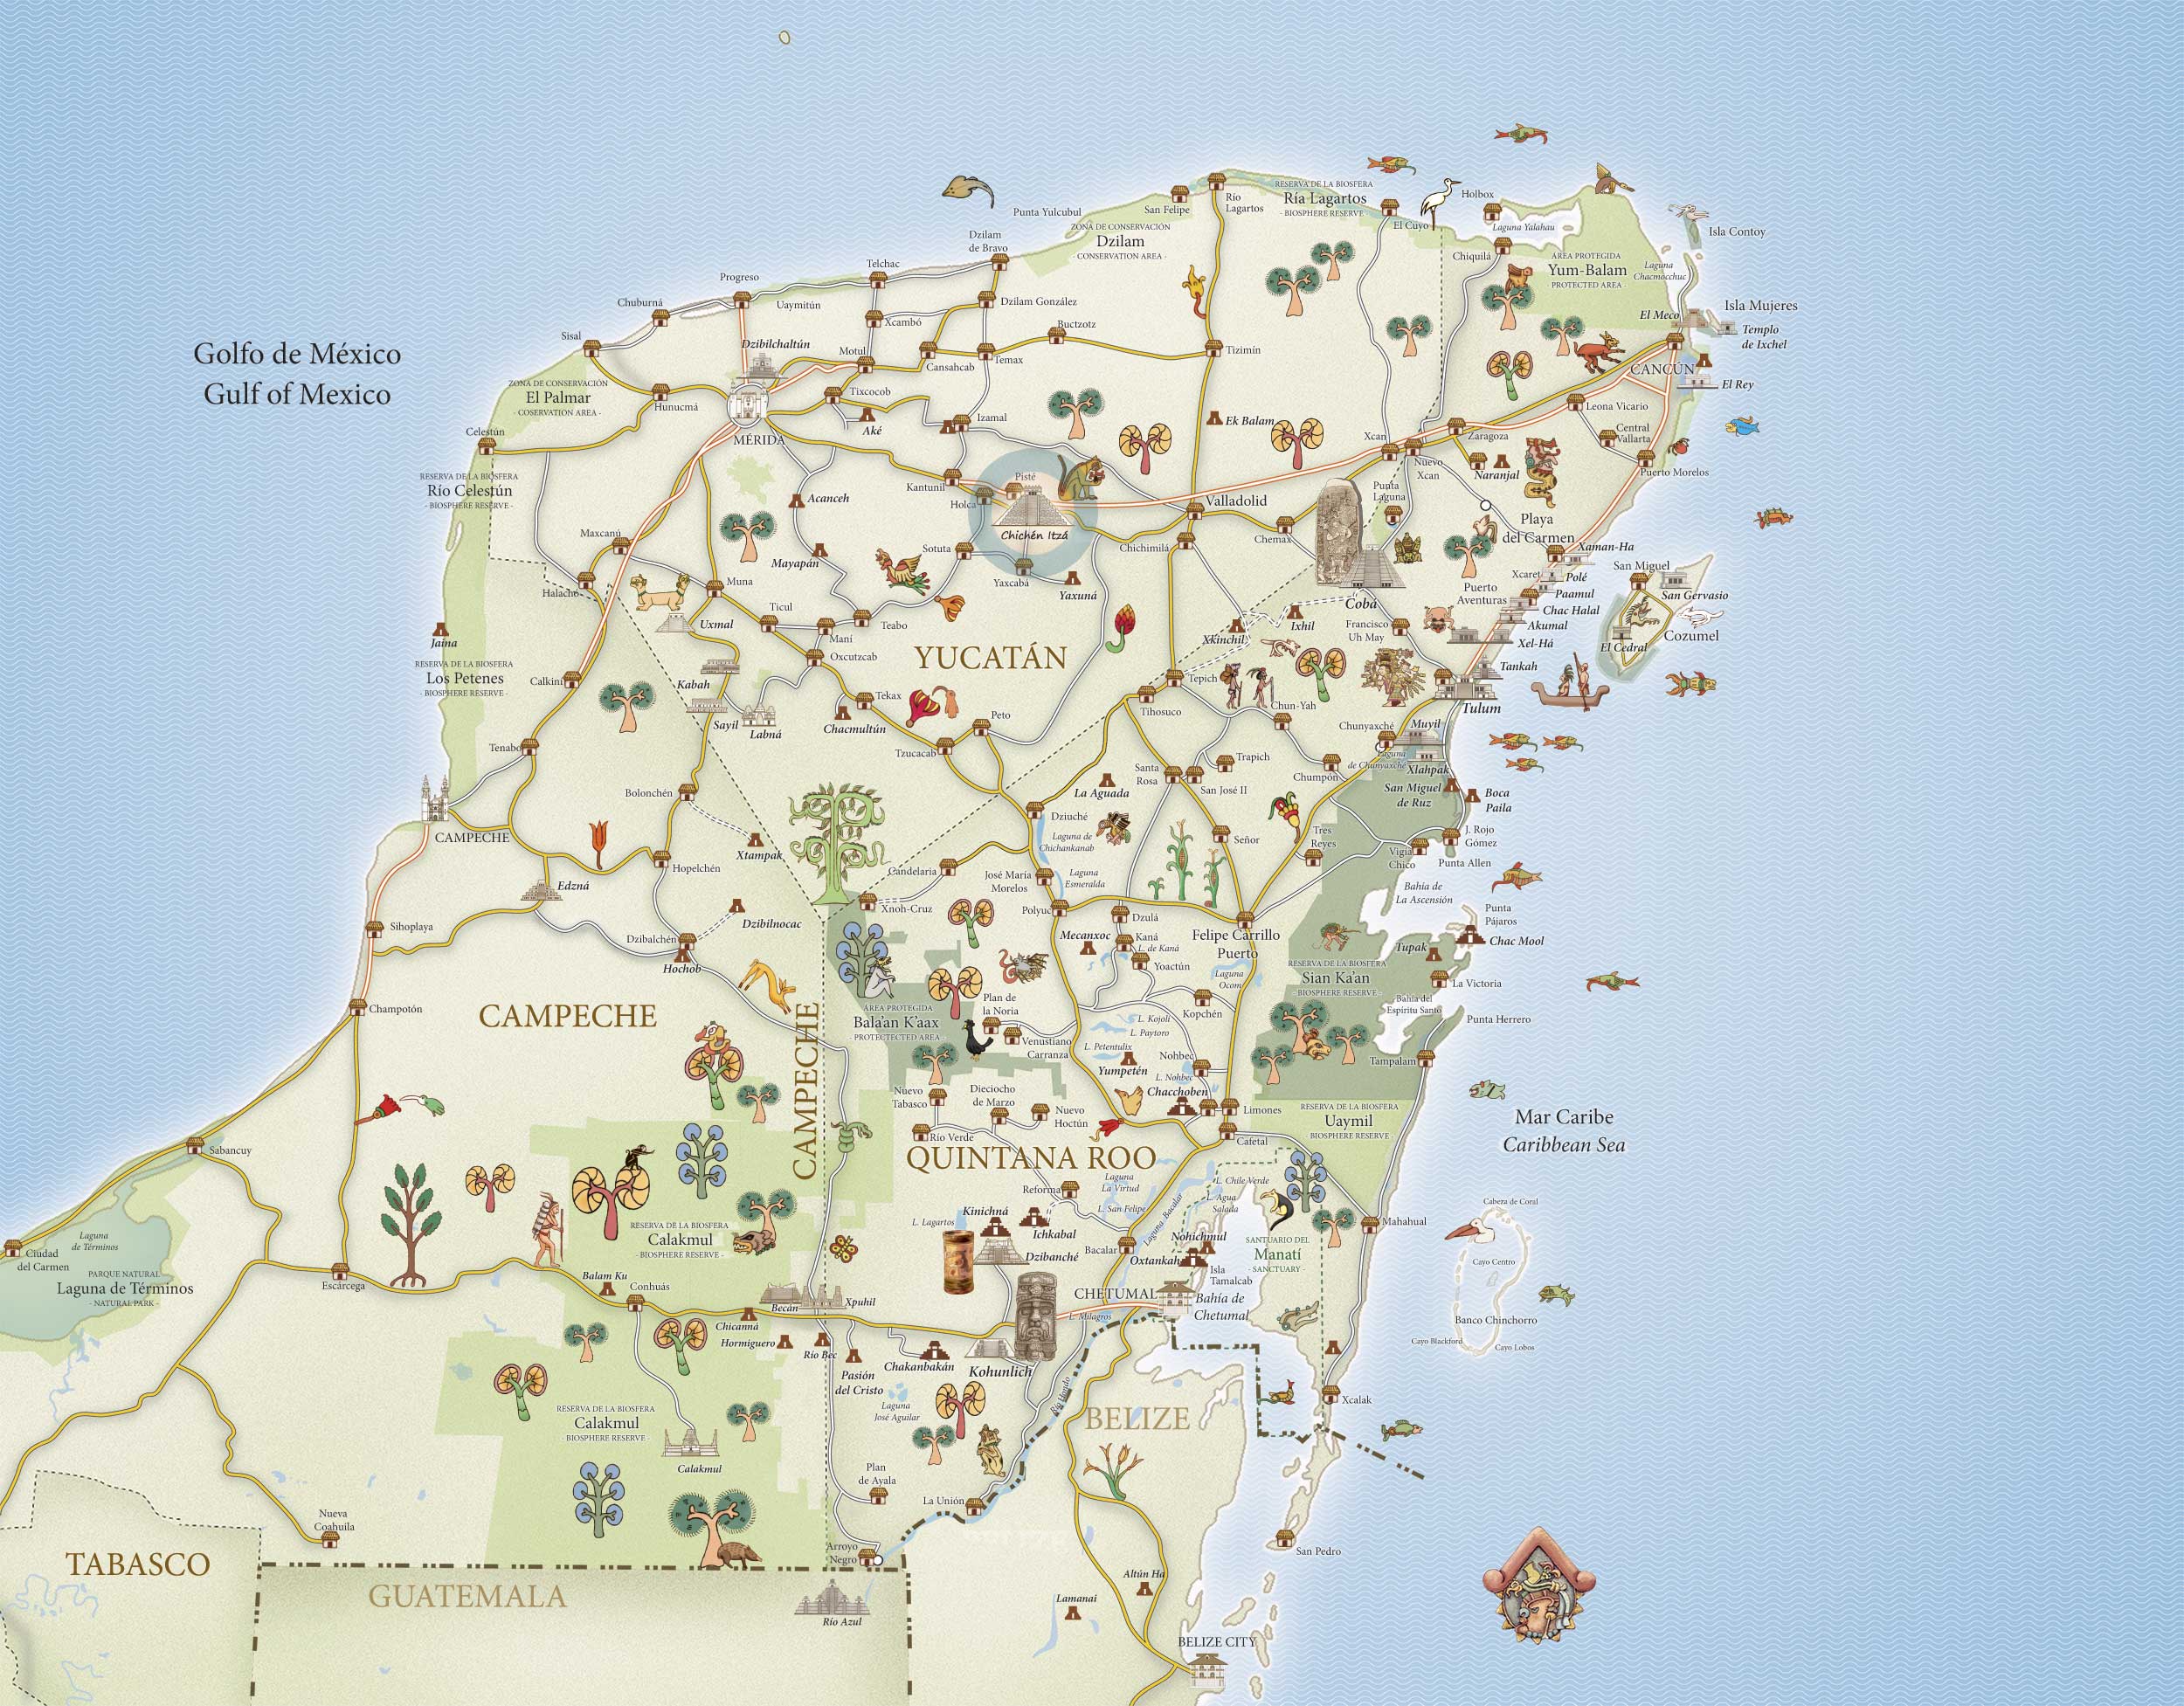 Golfo de México
Gulf of Mexico
Punta Yulcubul
San Felipe
Río
Lagartos
RESERVA DE LA BIOSFERA
Ría Lagartos
- BIOSPHERE RESERVE -
El Cuyo
Holbox
Laguna Yalahau
Chiquilá
Isla Contoy
ZONA DE CONSERVACIÓN
Dzilam
- CONSERVATION AREA -
Dzilam
de Bravo
ÁREA PROTEGIDA
Yum-Balam
PROTECTED AREA
Laguna
Chacmochuc
Isla Mujeres
El Meco
Templo
de Ixchel
CANCÚN
El Rey
Progreso
Telchac
Uaymitún
Chuburná
Xcambó
Dzilam González
Buctzotz
Sisal
Dzibilchaltún
Motul
Cansahcab
Temax
Tizimín
ZONA DE CONSERVACIÓN
El Palmar
- COSERVATION AREA -
Hunucmá
Tixcocob
Aké
Izamal
Ek Balam
Leona Vicario
Central
Vallarta
Puerto Morelos
Celestún
MÉRIDA
Xcan
Zaragoza
Nuevo
Xcan
Naranjal
RESERVA DE LA BIOSFERA
Río Celestún
- BIOSPHERE RESERVE -
Acanceh
Kantunil
Holca
Pisté
Chichén Itzá
Valladolid
Punta
Laguna
Playa
del Carmen
Maxcanú
Mayapán
Sotuta
Yaxcabá
Yaxuná
Chichimilá
Chemax
Xaman-Ha
Xcaret
Polé
San Miguel
San Gervasio
Halachó
Muna
Ticul
Cobá
Puerto
Aventuras
Paamul
Chac Halal
Akumal
Xel-Há
Cozumel
El Cedral
Jaina
Uxmal
Maní
Teabo
Xkinchil
Ixhil
Francisco
Uh May
RESERVA DE LA BIOSFERA
Los Petenes
- BIOSPHERE RESERVE -
Calkiní
Kabah
Oxcutzcab
YUCATÁN
Tepich
Tankah
Tulum
Sayil
Labná
Tekax
Chacmultún
Peto
Tihosuco
Chun-Yah
Chunyaxché
Muyil
Laguna
de Chunyaxché
Xlahpak
Tenabo
Tzucacab
Santa
Rosa
Trapich
San José II
Chumpón
San Miguel
de Ruz
Boca
Paila
Bolonchén
La Aguada
CAMPECHE
Xtampak
Dziuché
Laguna de
Chichankanab
Señor
Tres
Reyes
Vigía
Chico
J. Rojo
Gómez
Punta Allen
Hopelchén
Edzná
Candelaria
José María
Morelos
Laguna
Esmeralda
Bahía de
La Ascensión
Dzibilnocac
Xnoh-Cruz
Polyuc
Dzulá
Felipe Carrillo
Puerto
Punta
Pájaros
Chac Mool
Sihoplaya
Dzibalchén
Hochob
Mecanxoc
Kaná
L. de Kaná
Yoactún
Tupak
RESERVA DE LA BIOSFERA
Sian Ka'an
- BIOSPHERE RESERVE -
La Victoria
Laguna
Ocom
Bahía del
Espíritu Santo
Punta Herrero
Champotón
CAMPECHE
CAMPECHE
ÁREA PROTEGIDA
Bala'an K'aax
- PROTECTECTED AREA -
Plan de
la Noria
Venustiano
Carranza
Kopchén
L. Kojoli
L. Paytoro
L. Petentulix
Yumpetén
Nohbec
L. Nohbec
Tampalam
Nuevo
Tabasco
Dieciocho
de Marzo
Nuevo
Hoctún
Chacchoben
Limones
RESERVA DE LA BIOSFERA
Uaymil
BIOSPHERE RESERVE
Mar Caribe
Caribbean Sea
Sabancuy
Río Verde
QUINTANA ROO
Cafetal
Reforma
Laguna
La Virtud
L. San Felipe
L. Chile Verde
L. Agua
Salada
Laguna Bacalar
Cabeza de Coral
Mahahual
RESERVA DE LA BIOSFERA
Calakmul
- BIOSPHERE RESERVE -
L. Lagartos
Kinichná
Ichkabal
Dzibanché
Bacalar
Nohichmul
Oxtankah
Isla
Tamalcab
SANTUARIO DEL
Manatí
- SANCTUARY -
Cayo Centro
Banco Chinchorro
Cayo Blackford
Cayo Lobos
Laguna
de Términos
Ciudad
del Carmen
PARQUE NATURAL
Laguna de Términos
- NATURAL PARK -
Escárcega
Balam Ku
Conhuás
Becán
Xpuhil
CHETUMAL
Bahía de
Chetumal
L. Milagros
Chicanná
Hormiguero
Río Bec
Pasión
del Cristo
Chakanbakán
Kohunlich
Río Hondo
Laguna
José Aguilar
BELIZE
Xcalak
RESERVA DE LA BIOSFERA
Calakmul
- BIOSPHERE RESERVE -
Calakmul
Plan
de Ayala
La Unión
Nueva
Coahuila
Arroyo
Negro
San Pedro
TABASCO
GUATEMALA
Río Azul
Altún Ha
Lamanai
BELIZE CITY